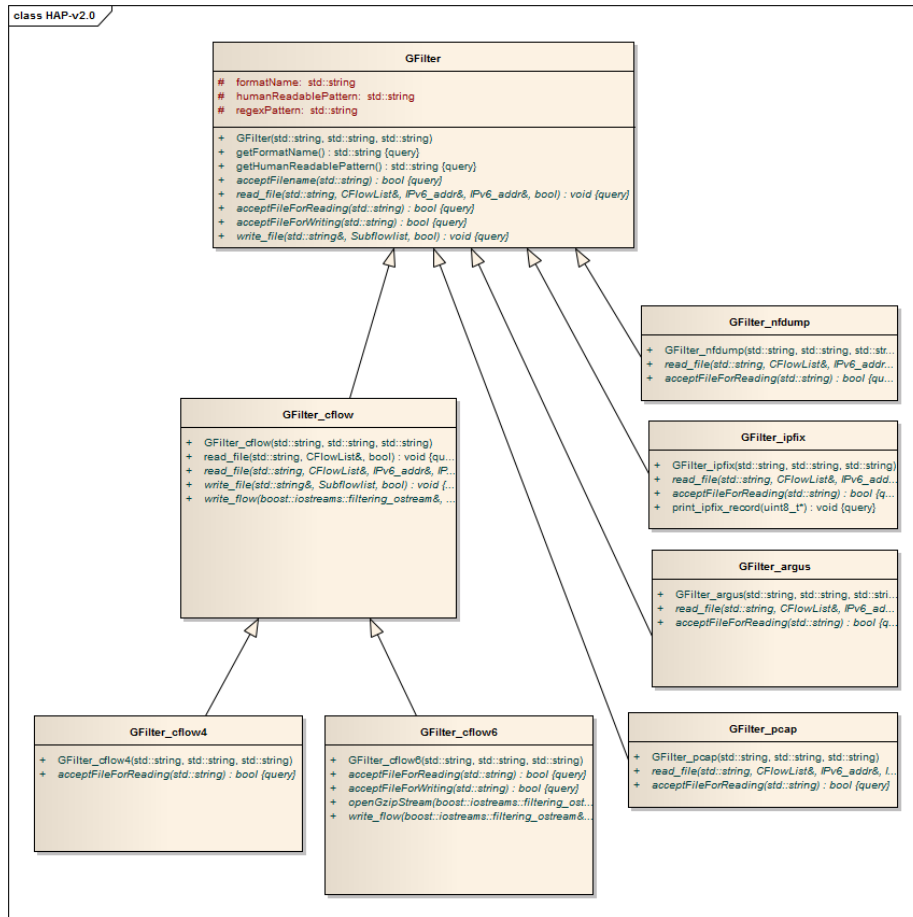 class HAP-v2.0
GFilter
# formatName: std::string
# humanReadablePattern: std::string
# regexPattern: std::string
+ GFilter(std::string, std::string, std::string)
+ getFormatName() : std::string {query}
+ getHumanReadablePattern() : std::string {query}
+ acceptFilename(std::string) : bool {query}
+ read_file(std::string, CFlowList&, IPv6_addr&, IPv6_addr&, bool) : void {query}
+ acceptFileForReading(std::string) : bool {query}
+ acceptFileForWriting(std::string) : bool {query}
+ write_file(std::string&, Subflowlist, bool) : void {query}
GFilter_nfdump
+ GFilter_nfdump(std::string, std::string, std::str...
+ read_file(std::string, CFlowList&, IPv6_addr...
+ acceptFileForReading(std::string) : bool {qu...
GFilter_cflow
+ GFilter_cflow(std::string, std::string, std::string)
+ read_file(std::string, CFlowList&, bool) : void {qu...
+ read_file(std::string, CFlowList&, IPv6_addr&, IP...
+ write_file(std::string&, Subflowlist, bool) : void {...
+ write_flow(boost::iostreams::filtering_ostream&, ...
GFilter_ipfix
+ GFilter_ipfix(std::string, std::string, std::string)
+ read_file(std::string, CFlowList&, IPv6_add...
+ acceptFileForReading(std::string) : bool {q...
+ print_ipfix_record(uint8_t*) : void {query}
GFilter_argus
+ GFilter_argus(std::string, std::string, std::stri...
+ read_file(std::string, CFlowList&, IPv6_ad...
+ acceptFileForReading(std::string) : bool {q...
GFilter_cflow4
+ GFilter_cflow4(std::string, std::string, std::string)
+ acceptFileForReading(std::string) : bool {query}
GFilter_cflow6
+ GFilter_cflow6(std::string, std::string, std::string)
+ acceptFileForReading(std::string) : bool {query}
+ acceptFileForWriting(std::string) : bool {query}
+ openGzipStream(boost::iostreams::filtering_ost...
+ write_flow(boost::iostreams::filtering_ostream&...
GFilter_pcap
+ GFilter_pcap(std::string, std::string, std::string)
+ read_file(std::string, CFlowList&, IPv6_addr&, I...
+ acceptFileForReading(std::string) : bool {query}